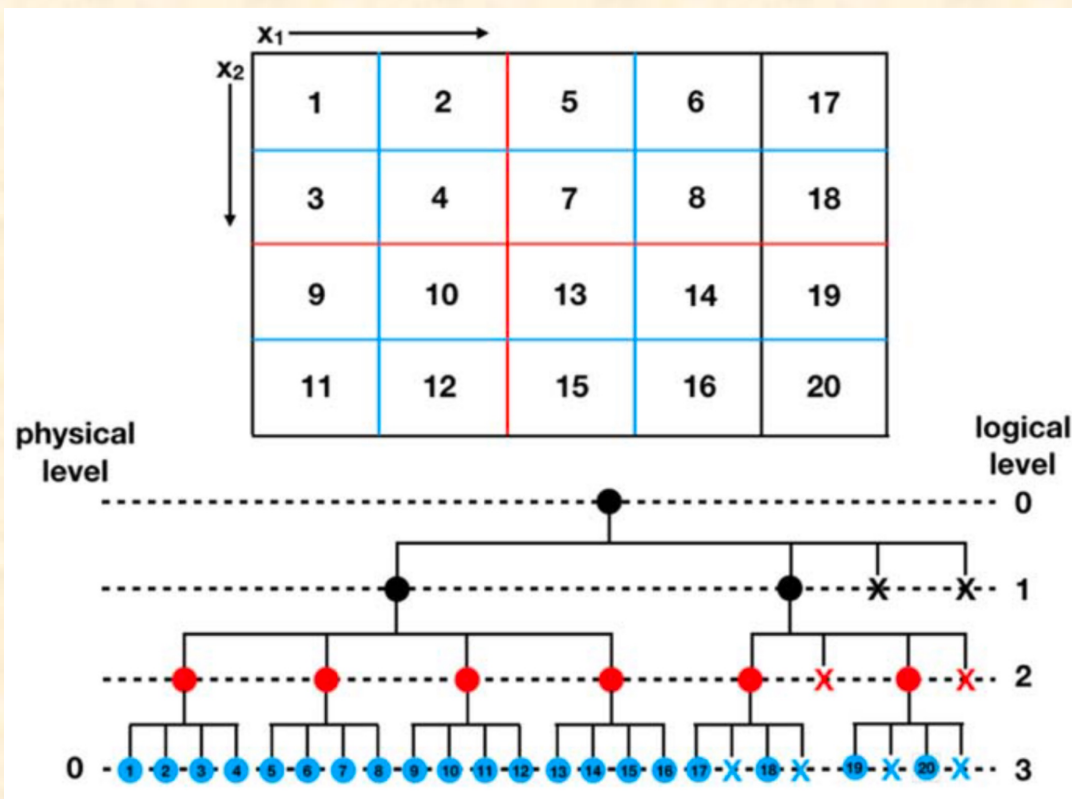 x₁
x₂
1 2 5 6 17
3 4 7 8 18
9 10 13 14 19
11 12 15 16 20
physical
level
logical
level
0
X X 1
X X 2
0 1 2 3 4 5 6 7 8 9 10 11 12 13 14 15 16 17 X 18 X 19 X 20 X 3